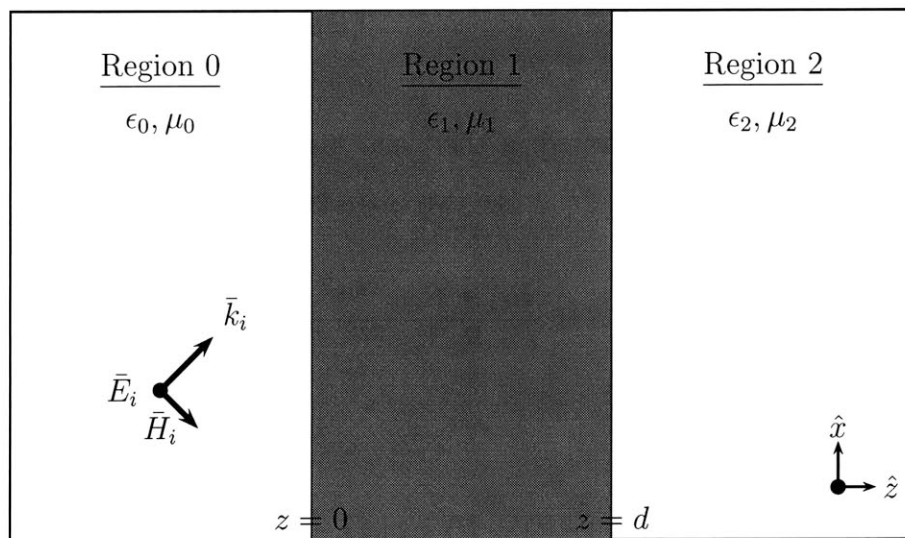 Region 0
Region 1
Region 2
ϵ₀, μ₀
ϵ₁, μ₁
ϵ₂, μ₂
k̄ᵢ
Ēᵢ
H̄ᵢ
x̂
ẑ
z = 0
z = d